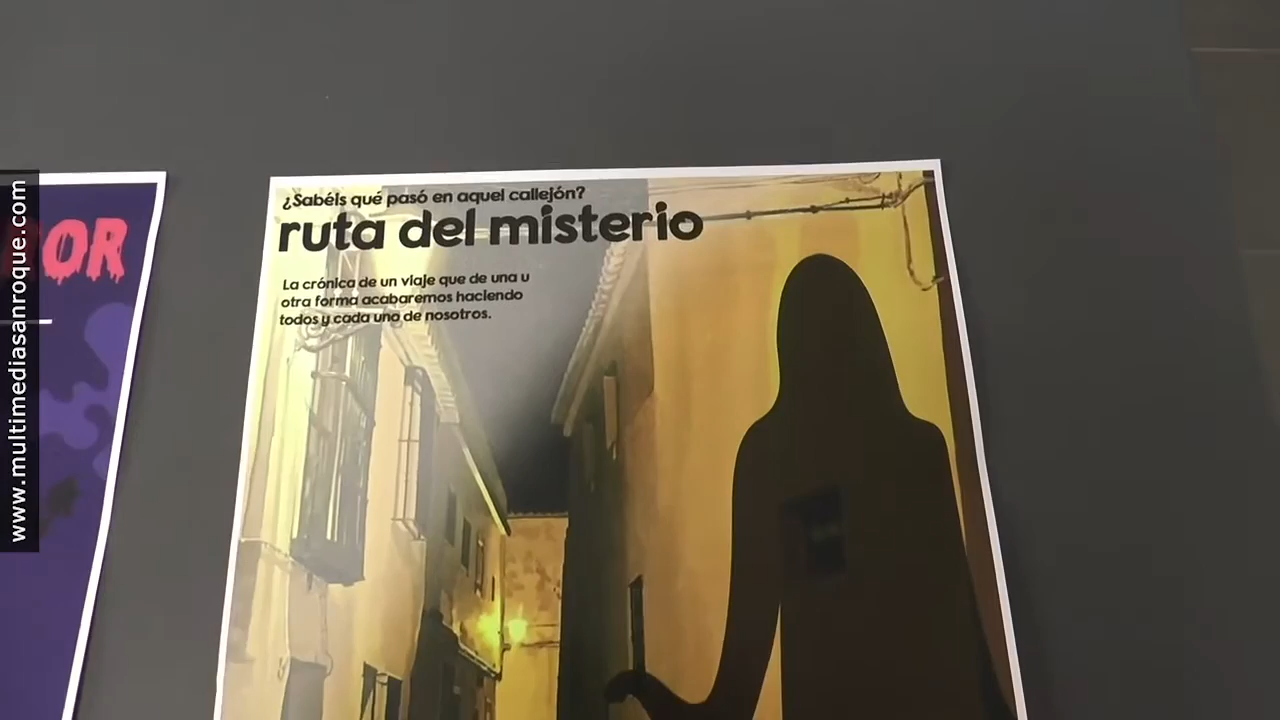 www.multimediasanroque.com
OR
¿Sabéis qué pasó en aquel callejón?
ruta del misterio
La crónica de un viaje que de una u
otra forma acabaremos haciendo
todos y cada uno de nosotros.